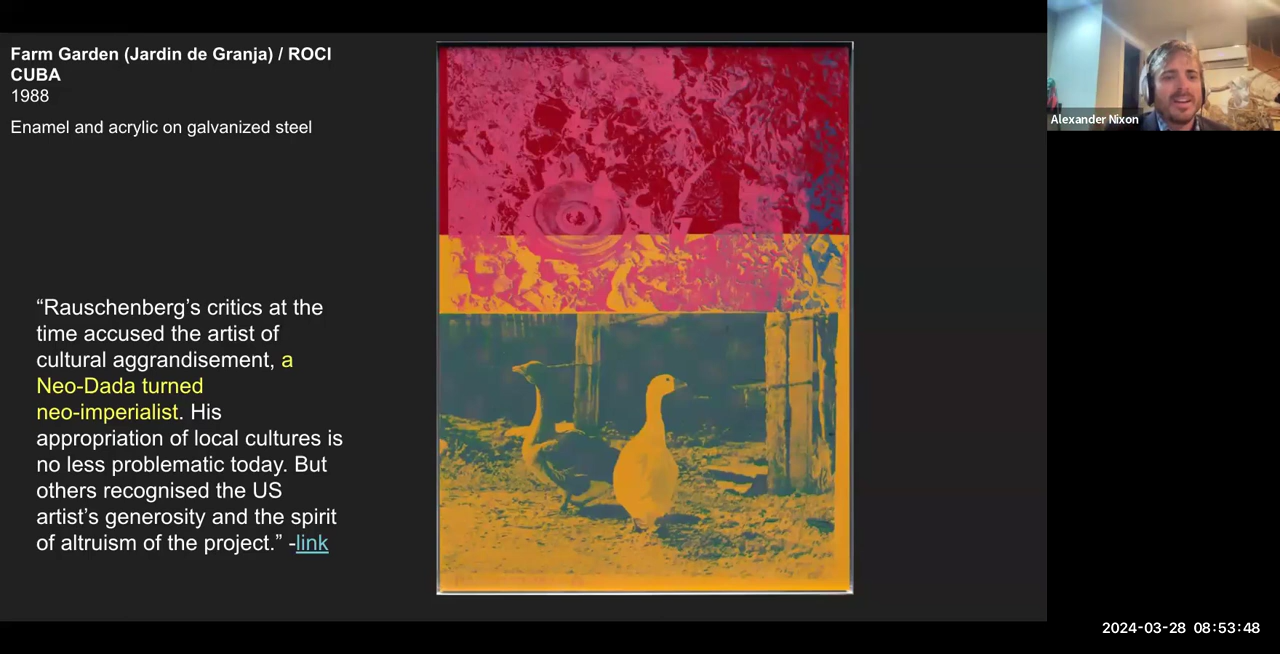 Farm Garden (Jardin de Granja) / ROCI
CUBA
1988
Enamel and acrylic on galvanized steel
“Rauschenberg’s critics at the
time accused the artist of
cultural aggrandisement, a
Neo-Dada turned
neo-imperialist. His
appropriation of local cultures is
no less problematic today. But
others recognised the US
artist’s generosity and the spirit
of altruism of the project.” -link
Alexander Nixon
2024-03-28 08:53:48